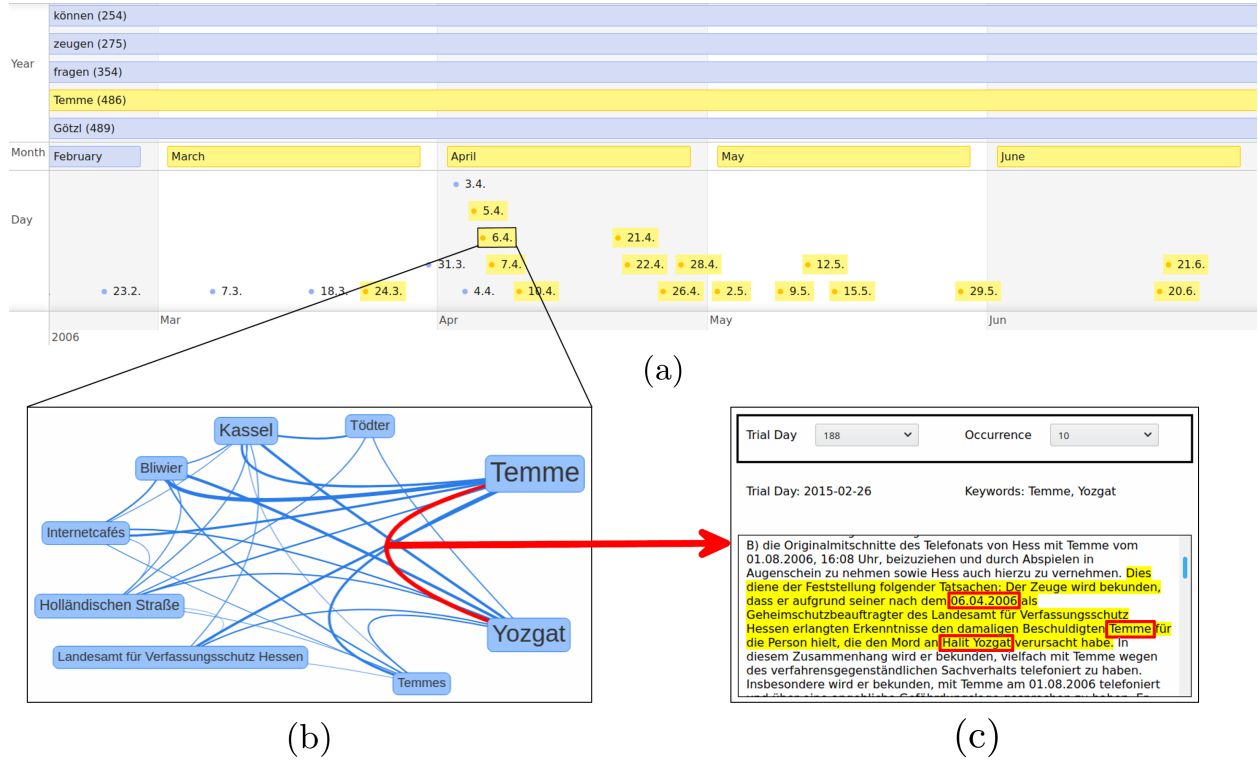 können (254)
zeugen (275)
Year
fragen (354)
Temme (486)
Götzl (489)
Month February March April May June
3.4.
Day
5.4.
6.4. 21.4.
31.3. 7.4. 22.4. 28.4. 12.5. 21.6.
23.2. 7.3. 18.3. 24.3. 4.4. 10.4. 26.4. 2.5. 9.5. 15.5. 29.5. 20.6.
Mar Apr May Jun
2006
(a)
Kassel Tödter
Bliwier Temme
Internetcafés
Holländischen Straße
Yozgat
Landesamt für Verfassungsschutz Hessen
Temmes
(b)
Trial Day 188 Occurrence 10
Trial Day: 2015-02-26 Keywords: Temme, Yozgat
B) die Originalmitschnitte des Telefonats von Hess mit Temme vom
01.08.2006, 16:08 Uhr, beizuziehen und durch Abspielen in
Augenschein zu nehmen sowie Hess auch hierzu zu vernehmen. Dies
diene der Feststellung folgender Tatsachen: Der Zeuge wird bekunden,
dass er aufgrund seiner nach dem 06.04.2006 als
Geheimschutzbeauftragter des Landesamt für Verfassungsschutz
Hessen erlangten Erkenntnisse den damaligen Beschuldigten Temme für
die Person hielt, die den Mord an Halit Yozgat verursacht habe. In
diesem Zusammenhang wird er bekunden, vielfach mit Temme wegen
des verfahrensgegenständlichen Sachverhalts telefoniert zu haben.
Insbesondere wird er bekunden, mit Temme am 01.08.2006 telefoniert
(c)